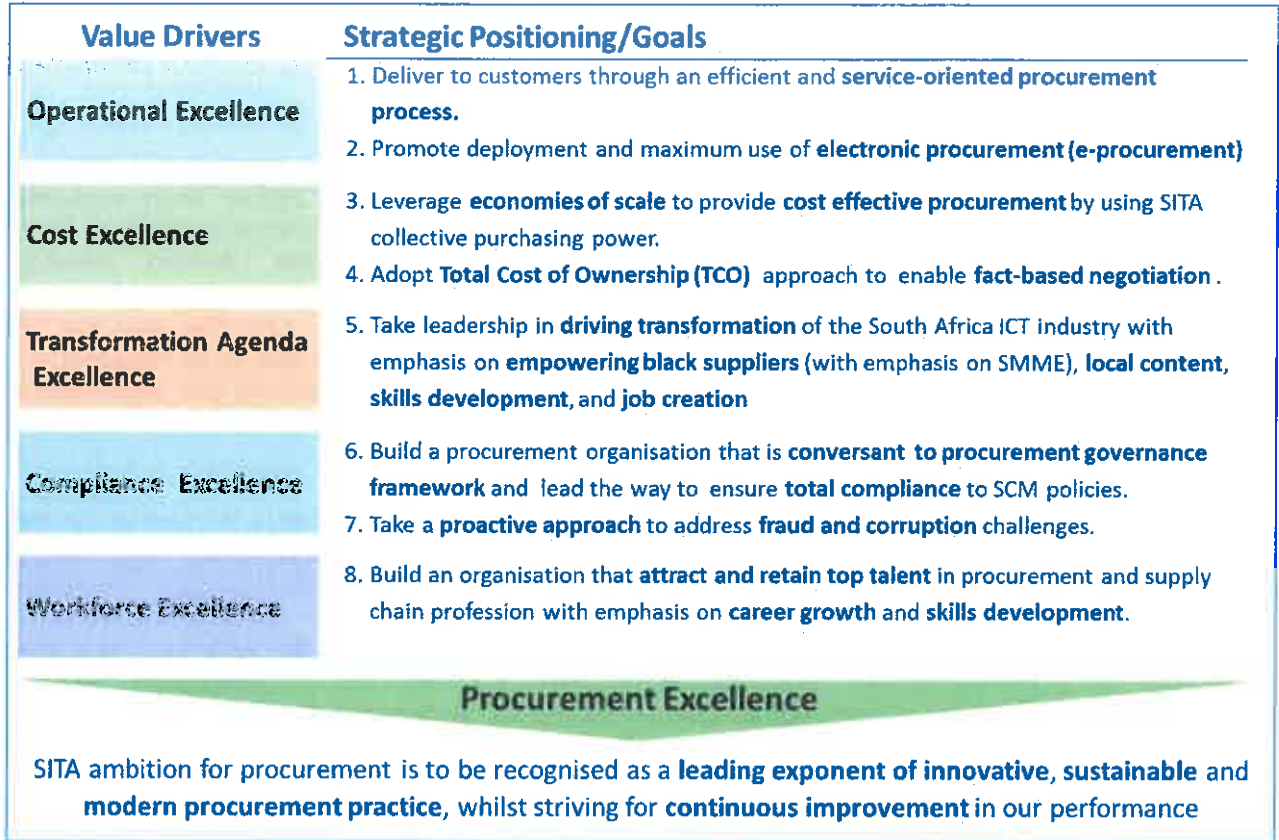 Value Drivers
Strategic Positioning/Goals
Operational Excellence
1. Deliver to customers through an efficient and service-oriented procurement
process.
2. Promote deployment and maximum use of electronic procurement (e-procurement)
Cost Excellence
3. Leverage economies of scale to provide cost effective procurement by using SITA
collective purchasing power.
4. Adopt Total Cost of Ownership (TCO) approach to enable fact-based negotiation .
Transformation Agenda
Excellence
5. Take leadership in driving transformation of the South Africa ICT industry with
emphasis on empowering black suppliers (with emphasis on SMME), local content,
skills development, and job creation
Compliance Excellence
6. Build a procurement organisation that is conversant to procurement governance
framework and lead the way to ensure total compliance to SCM policies.
7. Take a proactive approach to address fraud and corruption challenges.
Workforce Excellence
8. Build an organisation that attract and retain top talent in procurement and supply
chain profession with emphasis on career growth and skills development.
Procurement Excellence
SITA ambition for procurement is to be recognised as a leading exponent of innovative, sustainable and
modern procurement practice, whilst striving for continuous improvement in our performance